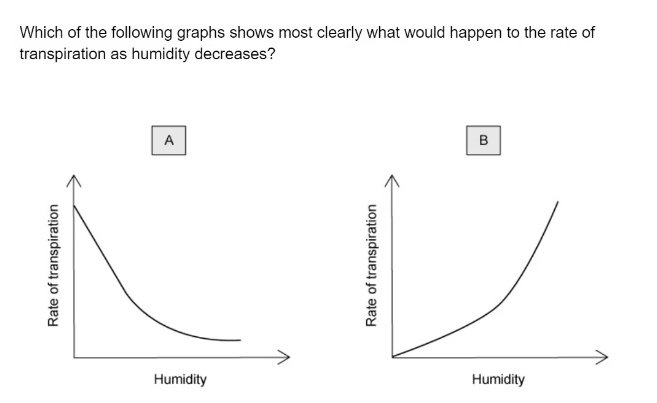 Which of the following graphs shows most clearly what would happen to the rate of
transpiration as humidity decreases?
A
B
Rate of transpiration
Rate of transpiration
Humidity
Humidity